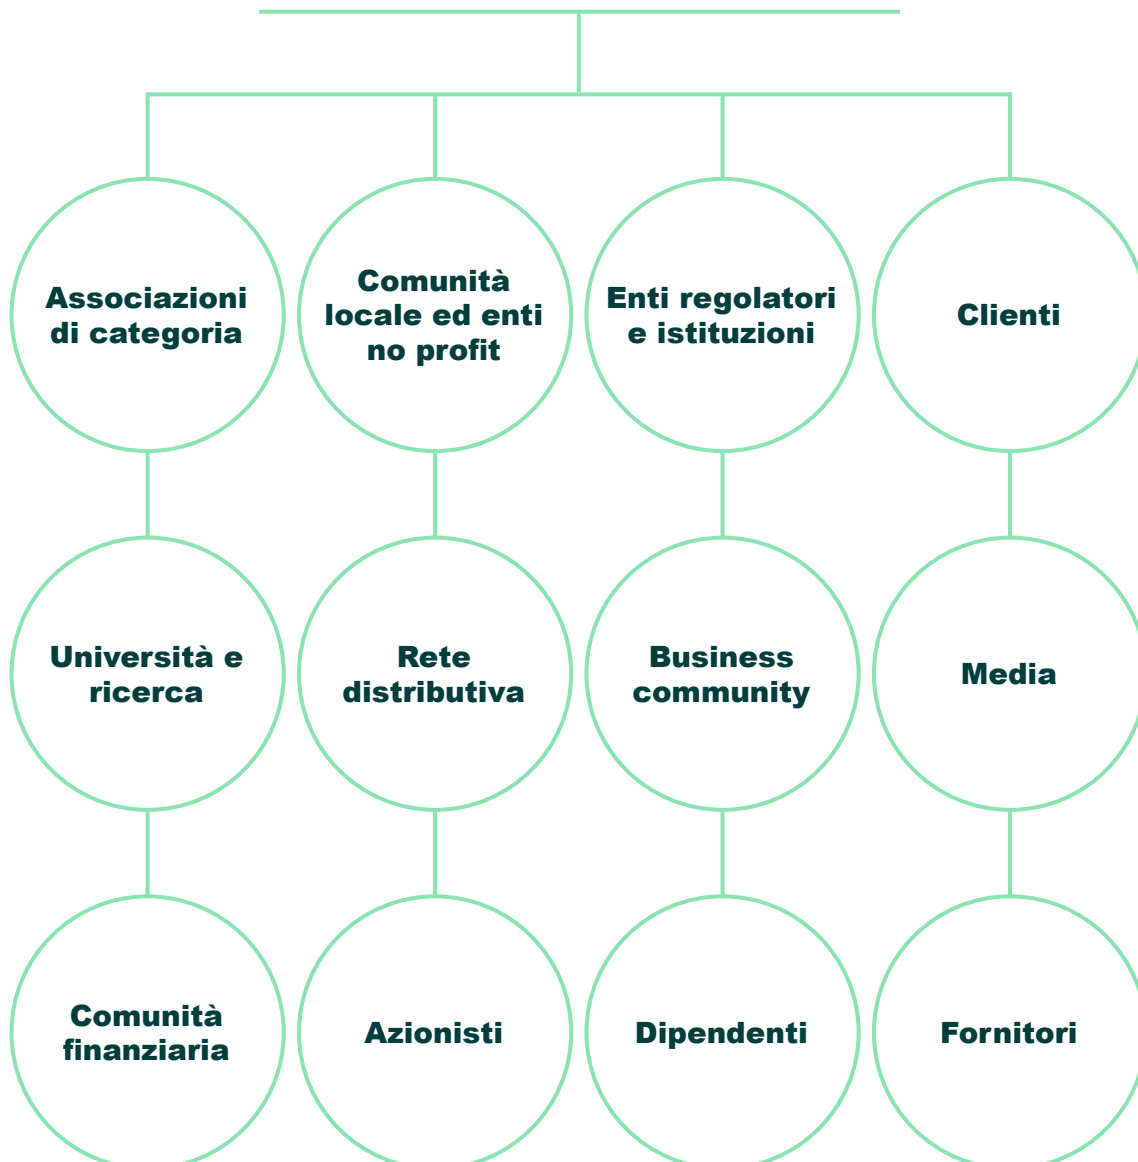 Associazioni
di categoria
Comunità
locale ed enti
no profit
Enti regolatori
e istituzioni
Clienti
Università e
ricerca
Rete
distributiva
Business
community
Media
Comunità
finanziaria
Azionisti
Dipendenti
Fornitori